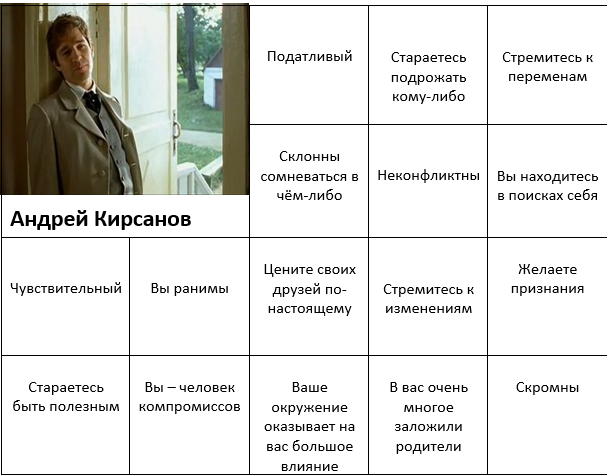 Податливый
Стараетесь
подрожать
кому-либо
Стремитесь к
переменам
Склонны
сомневаться в
чём-либо
Неконфликтны
Вы находитесь
в поисках себя
Андрей Кирсанов
Чувствительный
Вы ранимы
Цените своих
друзей по-
настоящему
Стремитесь к
изменениям
Желаете
признания
Стараетесь
быть полезным
Вы – человек
компромиссов
Ваше
окружение
оказывает на
вас большое
влияние
В вас очень
многое
заложили
родители
Скромны